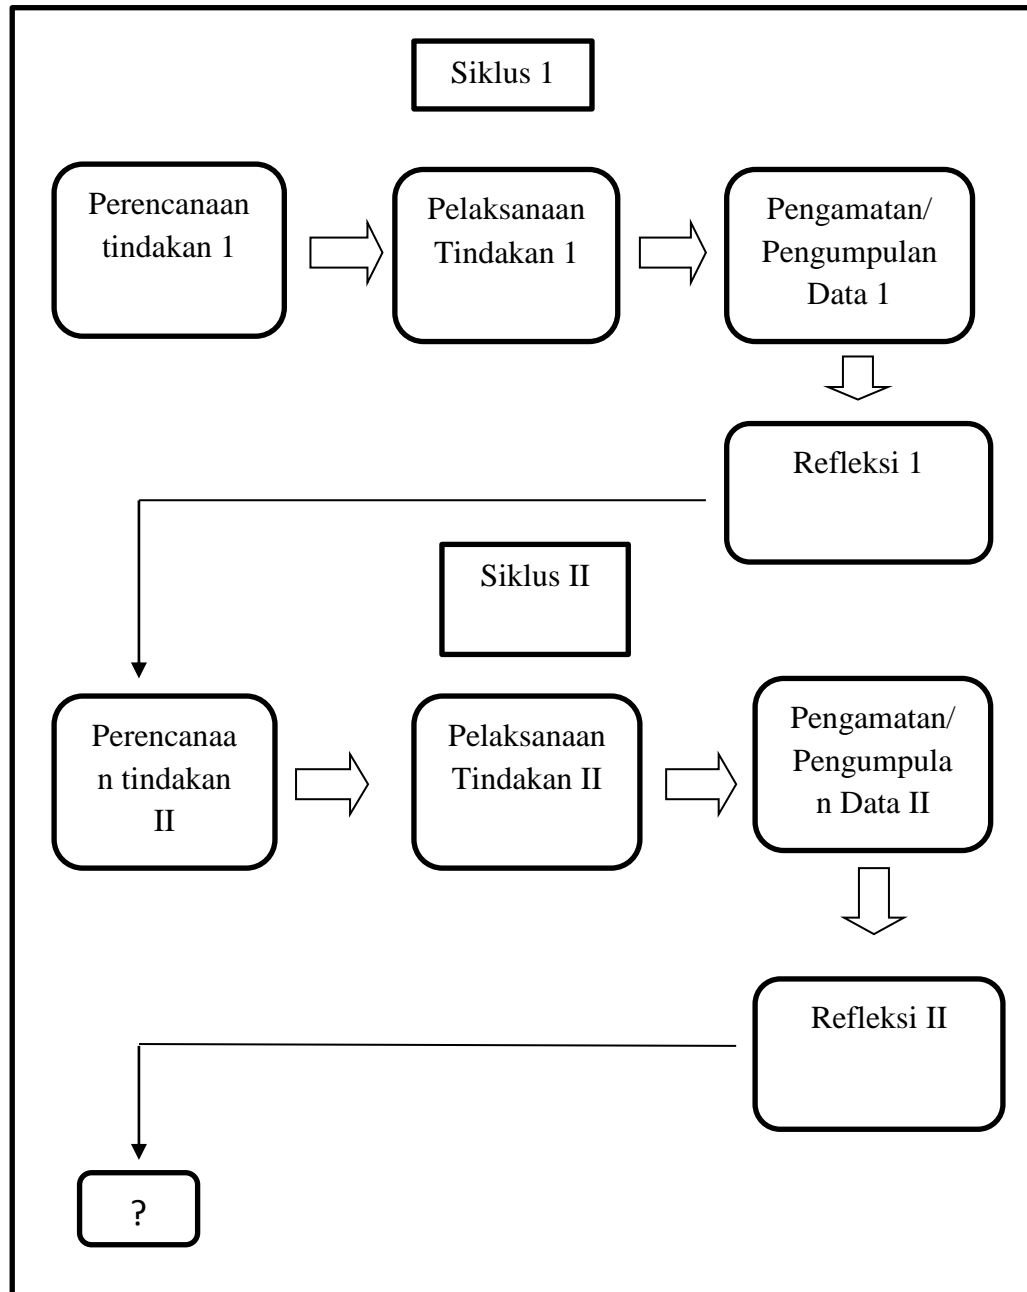 Siklus 1
Perencanaan
tindakan 1
Pelaksanaan
Tindakan 1
Pengamatan/
Pengumpulan
Data 1
Refleksi 1
Siklus II
Perencanaa
n tindakan
II
Pelaksanaan
Tindakan II
Pengamatan/
Pengumpula
n Data II
Refleksi II
?